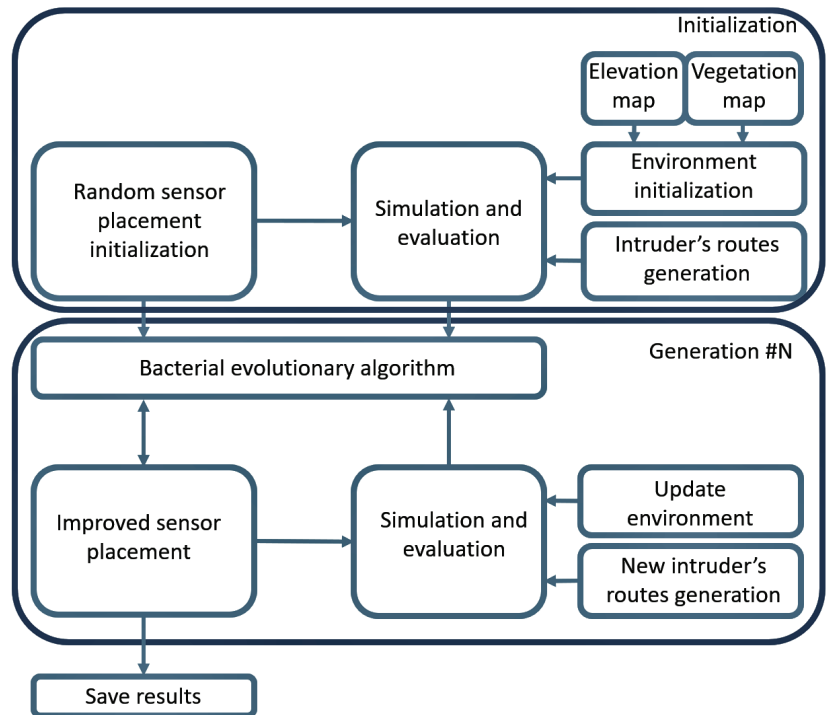 Initialization
Elevation
map
Vegetation
map
Random sensor
placement
initialization
Simulation and
evaluation
Environment
initialization
Intruder’s routes
generation
Generation #N
Bacterial evolutionary algorithm
Improved sensor
placement
Simulation and
evaluation
Update
environment
New intruder’s
routes generation
Save results